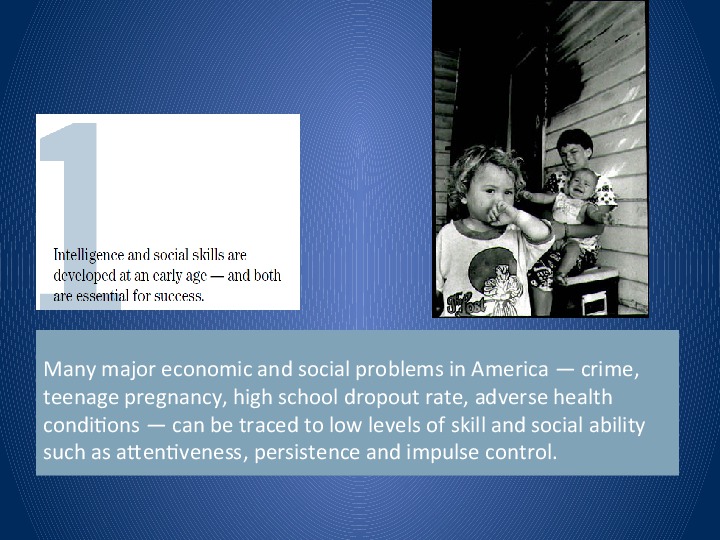 1
Intelligence and social skills are
developed at an early age — and both
are essential for success.
Many major economic and social problems in America — crime,
teenage pregnancy, high school dropout rate, adverse health
conditions — can be traced to low levels of skill and social ability
such as attentiveness, persistence and impulse control.